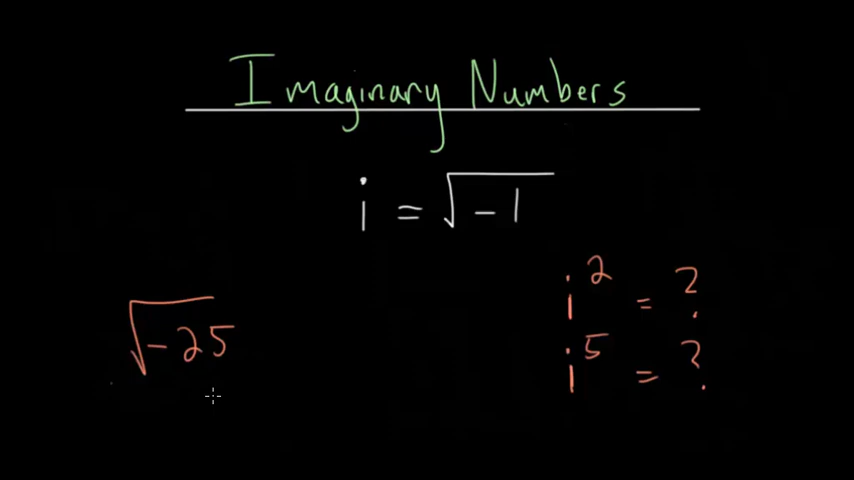 Imaginary Numbers
i = √-1
√-25
i² = ?
i⁵ = ?